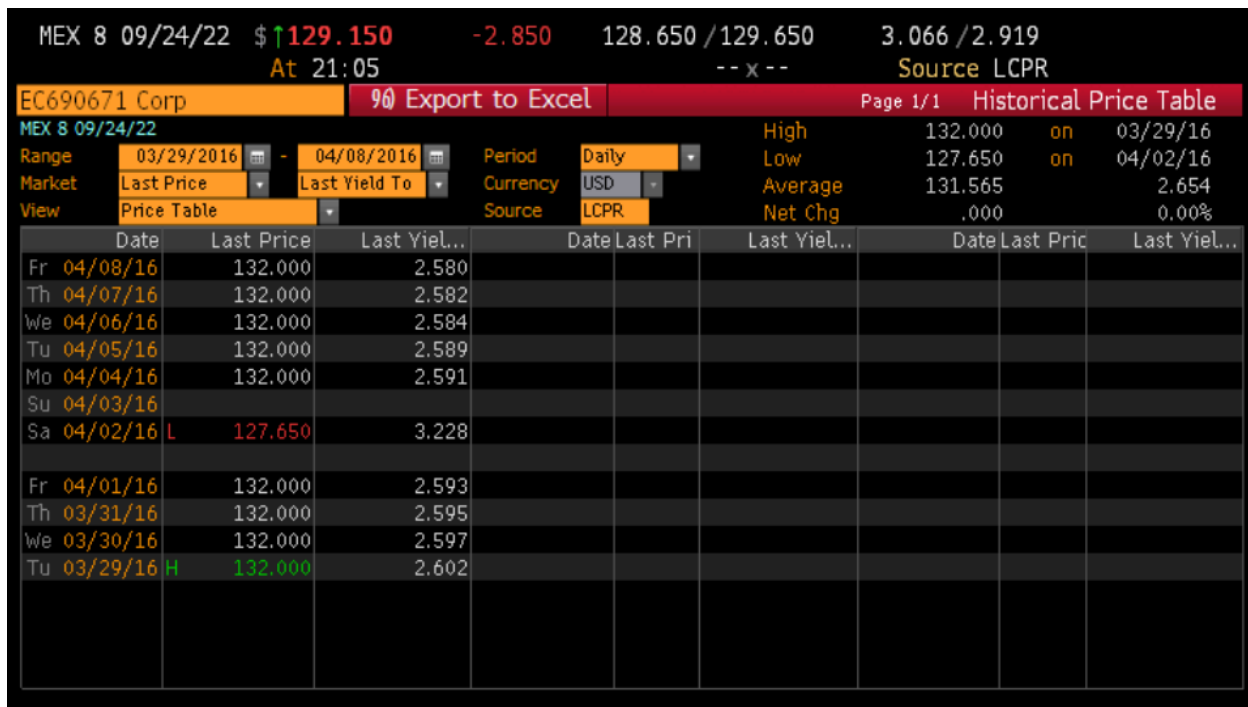 MEX 8 09/24/22 $↑129.150 -2.850 128.650/129.650 3.066/2.919
At 21:05 -- x -- Source LCPR
EC690671 Corp 96) Export to Excel Page 1/1 Historical Price Table
MEX 8 09/24/22 High 132.000 on 03/29/16
Range 03/29/2016 - 04/08/2016 Period Daily Low 127.650 on 04/02/16
Market Last Price Last Yield To Currency USD Average 131.565 2.654
View Price Table Source LCPR Net Chg .000 0.00%
Date Last Price Last Yiel... Date Last Pri Last Yiel... Date Last Pric Last Yiel...
Fr 04/08/16 132.000 2.580
Th 04/07/16 132.000 2.582
We 04/06/16 132.000 2.584
Tu 04/05/16 132.000 2.589
Mo 04/04/16 132.000 2.591
Su 04/03/16
Sa 04/02/16 L 127.650 3.228
Fr 04/01/16 132.000 2.593
Th 03/31/16 132.000 2.595
We 03/30/16 132.000 2.597
Tu 03/29/16 H 132.000 2.602